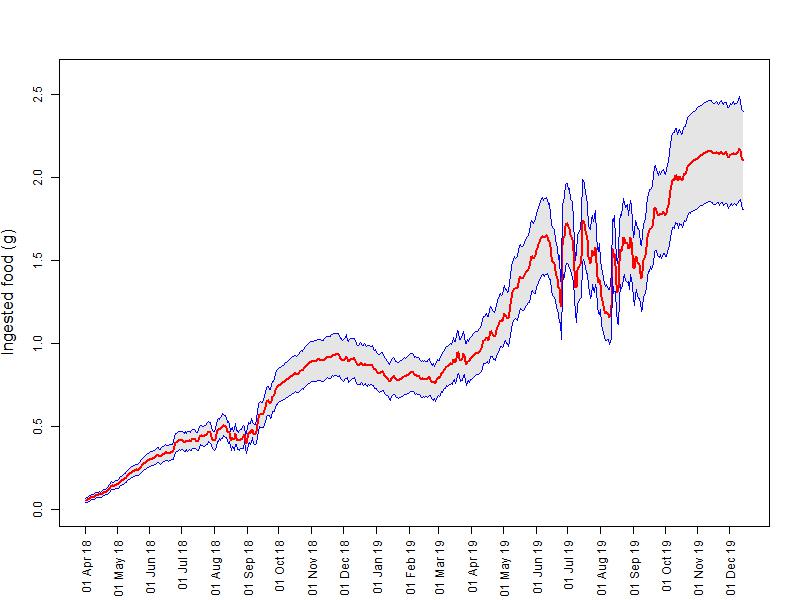 Ingested food (g)
2.5
2.0
1.5
1.0
0.5
0.0
01 Apr 18
01 May 18
01 Jun 18
01 Jul 18
01 Aug 18
01 Sep 18
01 Oct 18
01 Nov 18
01 Dec 18
01 Jan 19
01 Feb 19
01 Mar 19
01 Apr 19
01 May 19
01 Jun 19
01 Jul 19
01 Aug 19
01 Sep 19
01 Oct 19
01 Nov 19
01 Dec 19